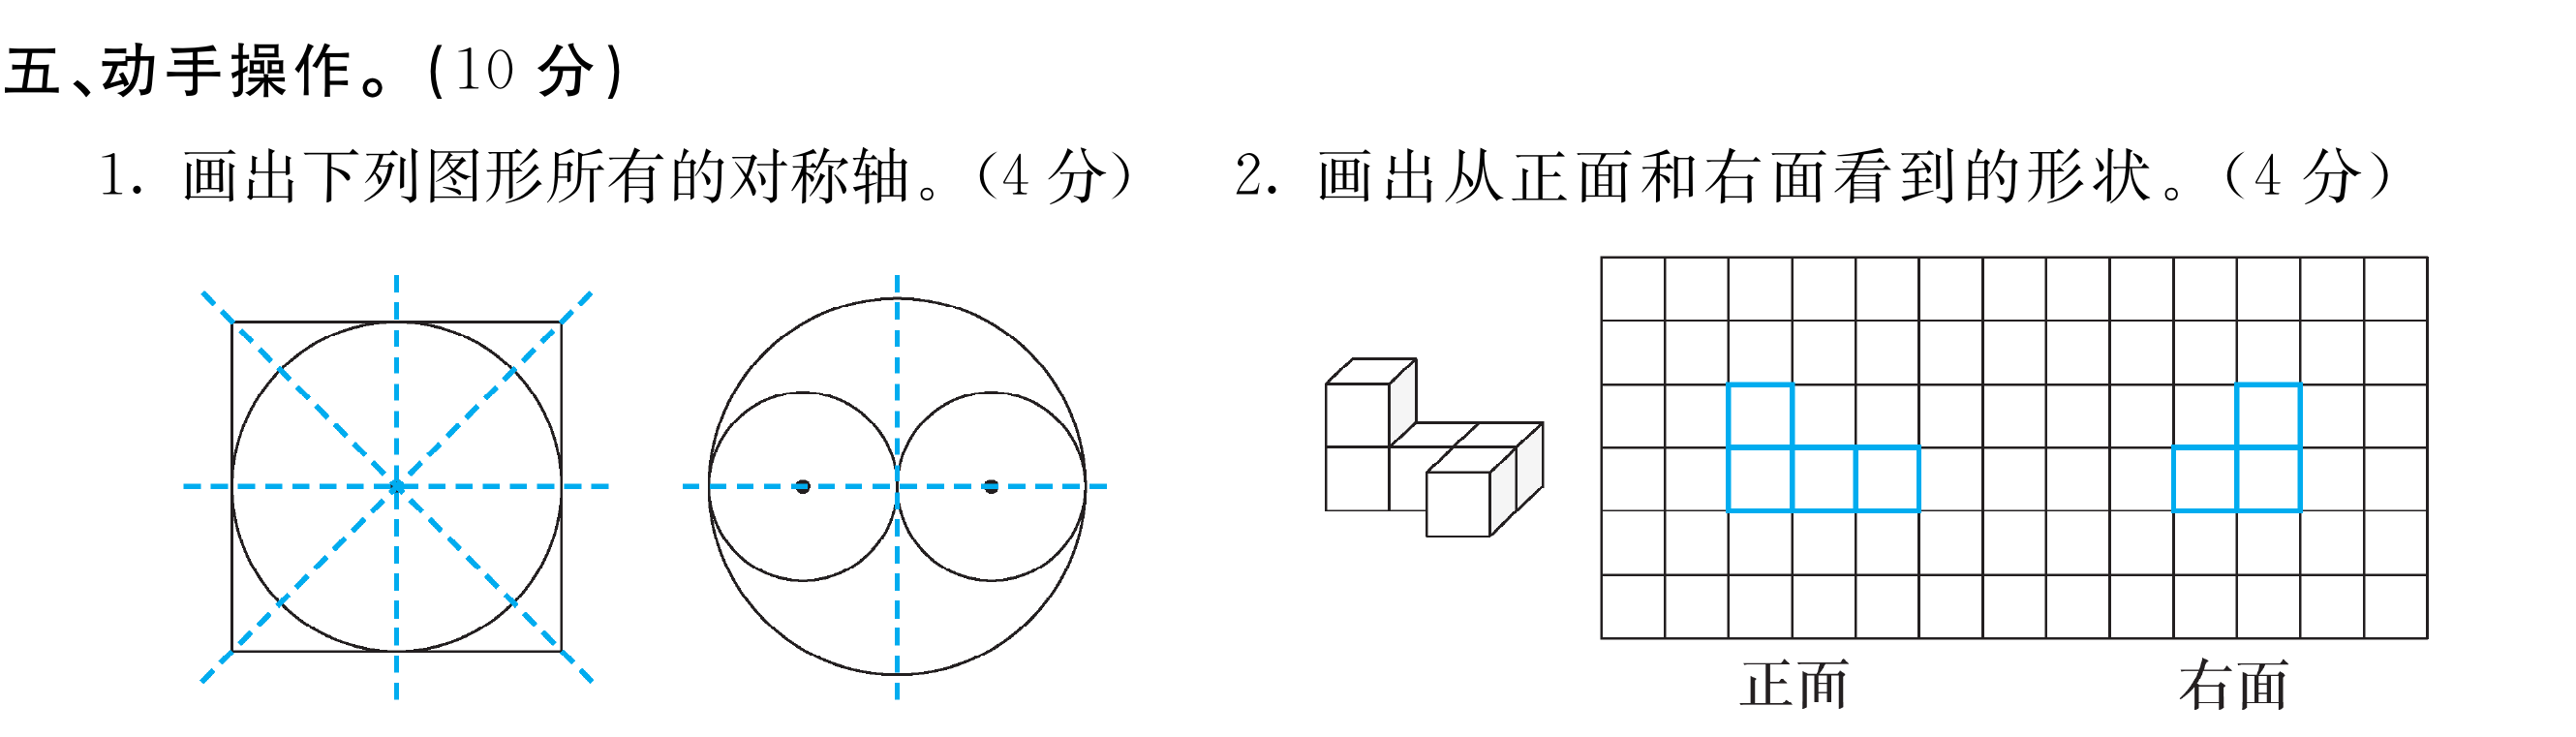 五、动手操作。(10 分)
1. 画出下列图形所有的对称轴。(4 分)
2. 画出从正面和右面看到的形状。(4 分)
正面
右面